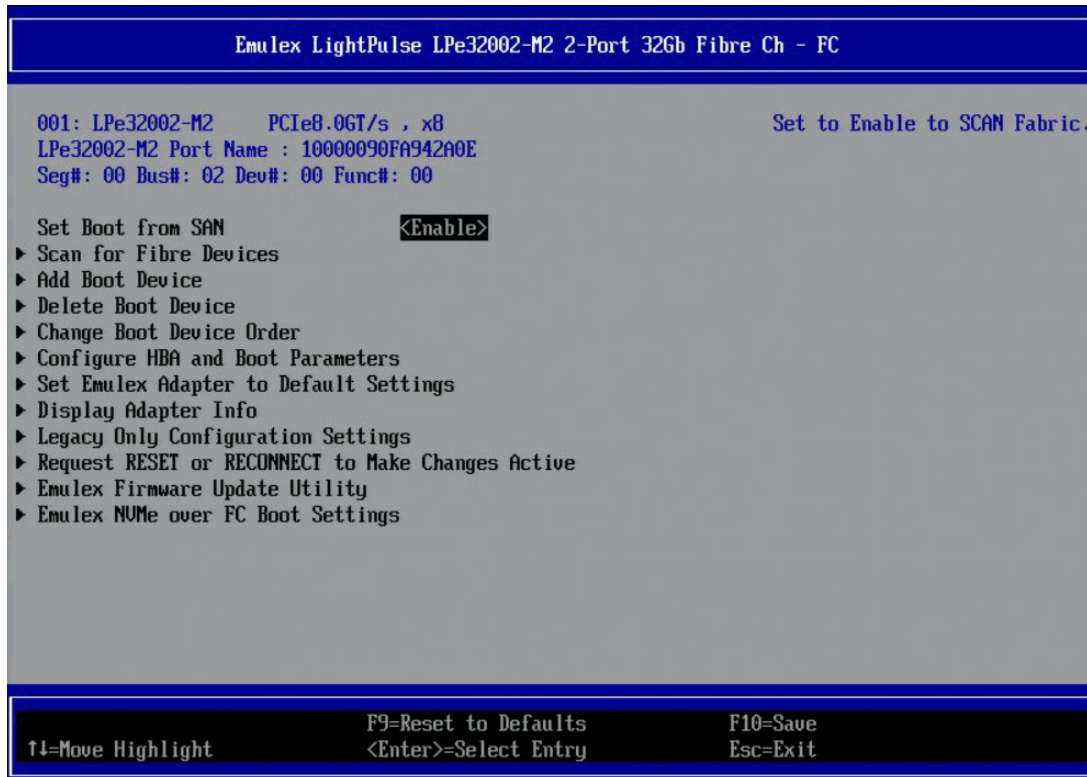 Emulex LightPulse LPe32002-M2 2-Port 32Gb Fibre Ch - FC
001: LPe32002-M2 PCIe8.0GT/s , x8
Set to Enable to SCAN Fabric.
LPe32002-M2 Port Name : 10000090FA942A0E
Seg#: 00 Bus#: 02 Dev#: 00 Func#: 00
Set Boot from SAN <Enable>
▶ Scan for Fibre Devices
▶ Add Boot Device
▶ Delete Boot Device
▶ Change Boot Device Order
▶ Configure HBA and Boot Parameters
▶ Set Emulex Adapter to Default Settings
▶ Display Adapter Info
▶ Legacy Only Configuration Settings
▶ Request RESET or RECONNECT to Make Changes Active
▶ Emulex Firmware Update Utility
▶ Emulex NVMe over FC Boot Settings
F9=Reset to Defaults F10=Save
↑↓=Move Highlight <Enter>=Select Entry Esc=Exit